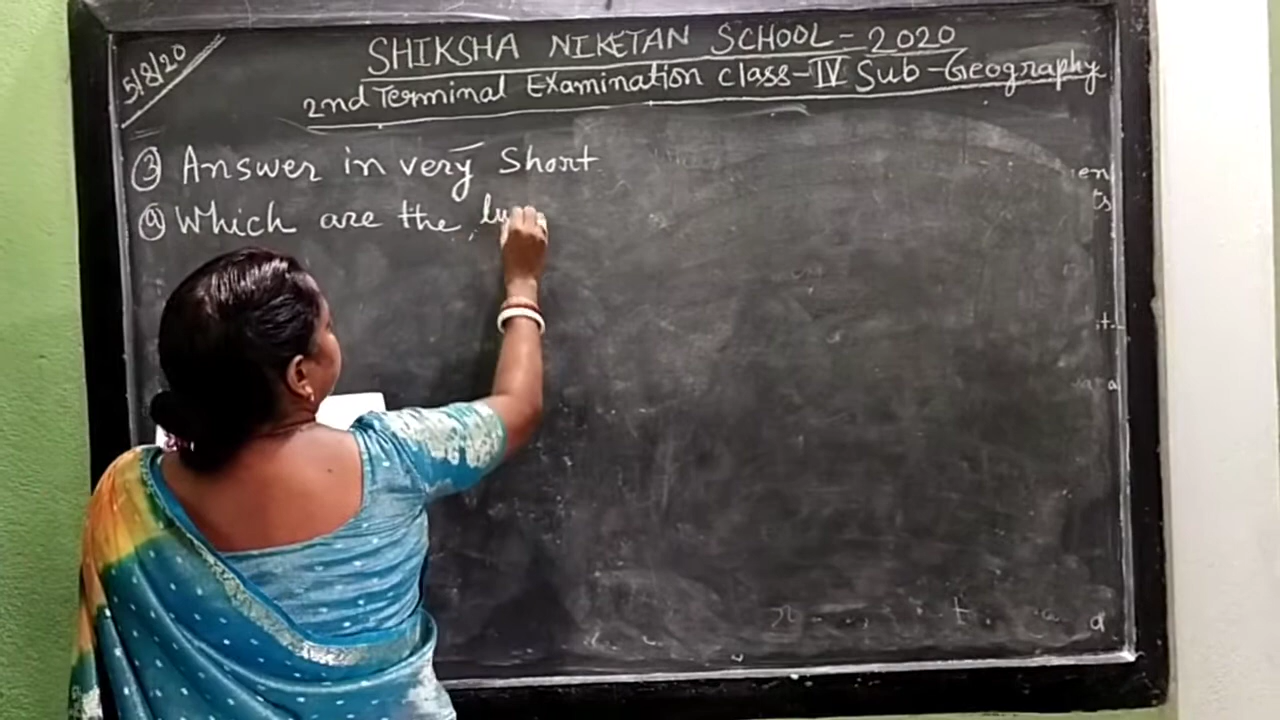 5/8/20
SHIKSHA NIKETAN SCHOOL - 2020
2nd Terminal Examination class - IV Sub - Geography
③ Answer in very short
ⓐ Which are the